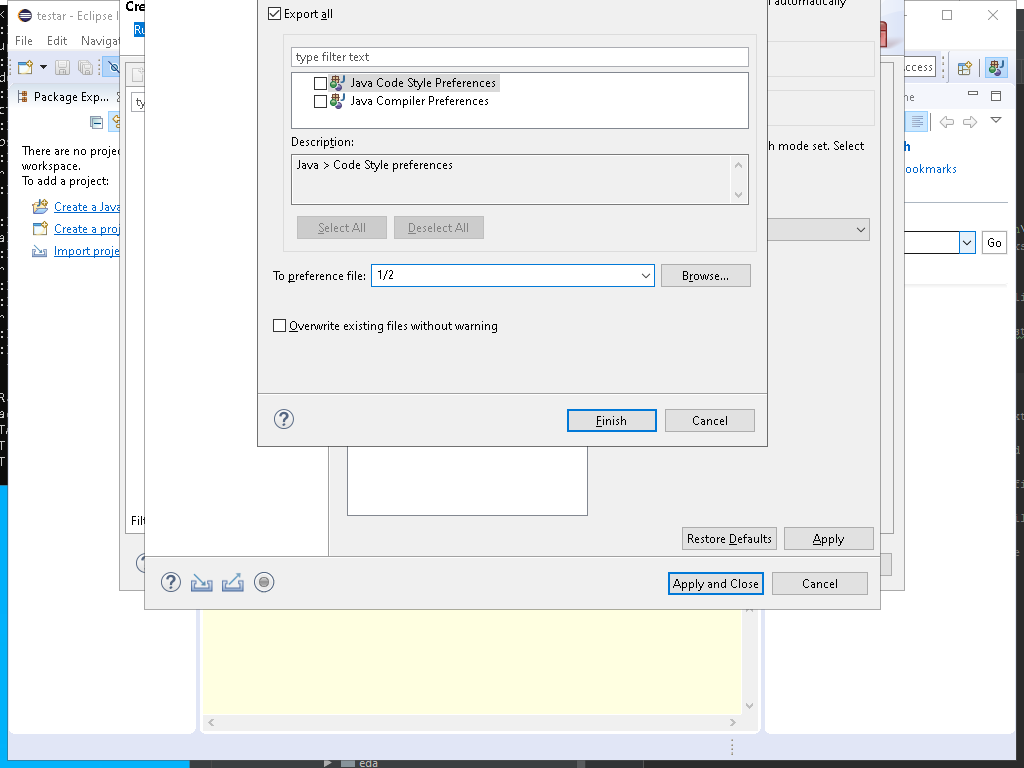 testar - Eclipse I
Cre
Export all
automatically
File Edit Naviga
Ru
type filter text
ccess
Java Code Style Preferences
Java Compiler Preferences
Package Exp...
ne
ty
Description:
There are no projec
workspace.
To add a project:
Java > Code Style preferences
h mode set. Select
h
ookmarks
Create a Java
Create a proj
Import proje
Select All Deselect All
Go
To preference file: 1/2 Browse...
Overwrite existing files without warning
Finish Cancel
Filt
Restore Defaults Apply
Apply and Close Cancel
eda